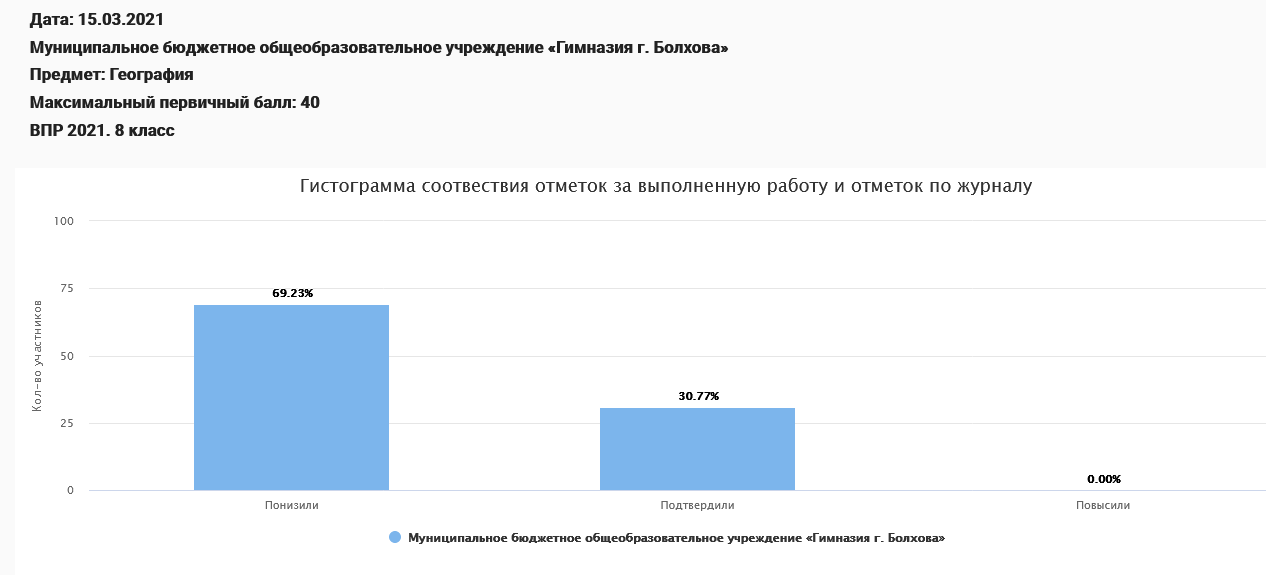 Дата: 15.03.2021
Муниципальное бюджетное общеобразовательное учреждение «Гимназия г. Болхова»
Предмет: География
Максимальный первичный балл: 40
ВПР 2021. 8 класс
Гистограмма соотвествия отметок за выполненную работу и отметок по журналу
Кол-во участников
100
75
50
25
0
69.23%
30.77%
0.00%
Понизили
Подтвердили
Повысили
Муниципальное бюджетное общеобразовательное учреждение «Гимназия г. Болхова»